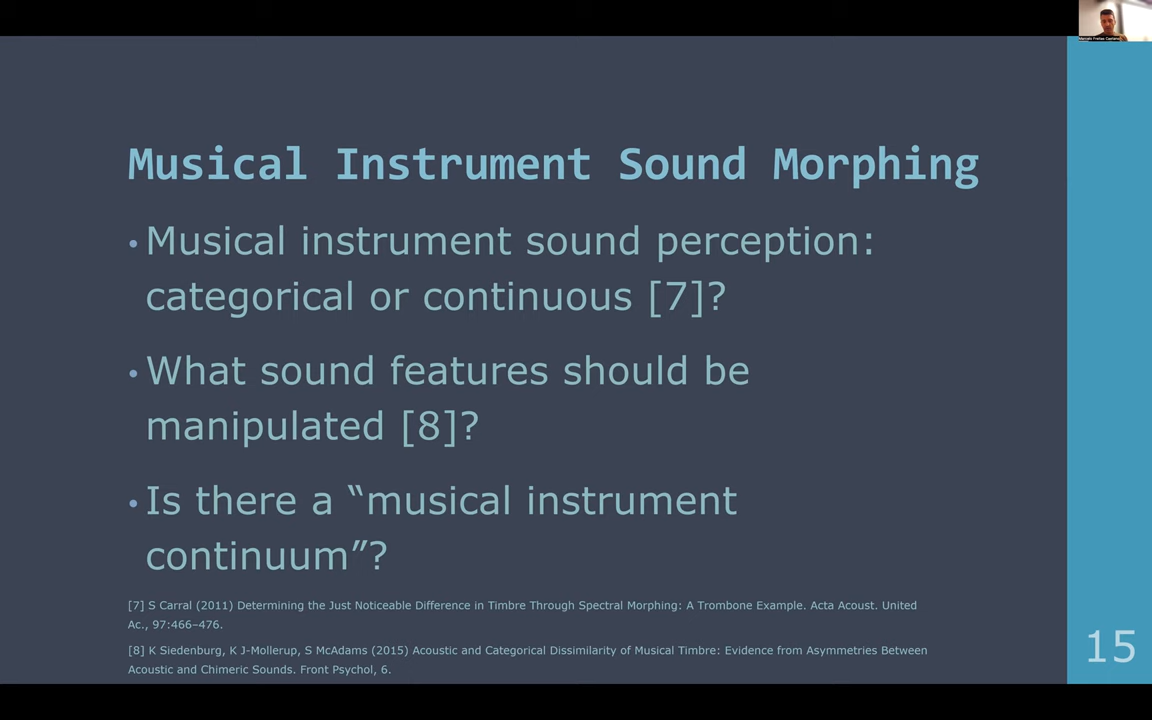 Musical Instrument Sound Morphing
• Musical instrument sound perception:
categorical or continuous [7]?
• What sound features should be
manipulated [8]?
• Is there a “musical instrument
continuum”?
[7] S Carral (2011) Determining the Just Noticeable Difference in Timbre Through Spectral Morphing: A Trombone Example. Acta Acoust. United
Ac., 97:466–476.
[8] K Siedenburg, K J-Mollerup, S McAdams (2015) Acoustic and Categorical Dissimilarity of Musical Timbre: Evidence from Asymmetries Between
Acoustic and Chimeric Sounds. Front Psychol, 6.
15